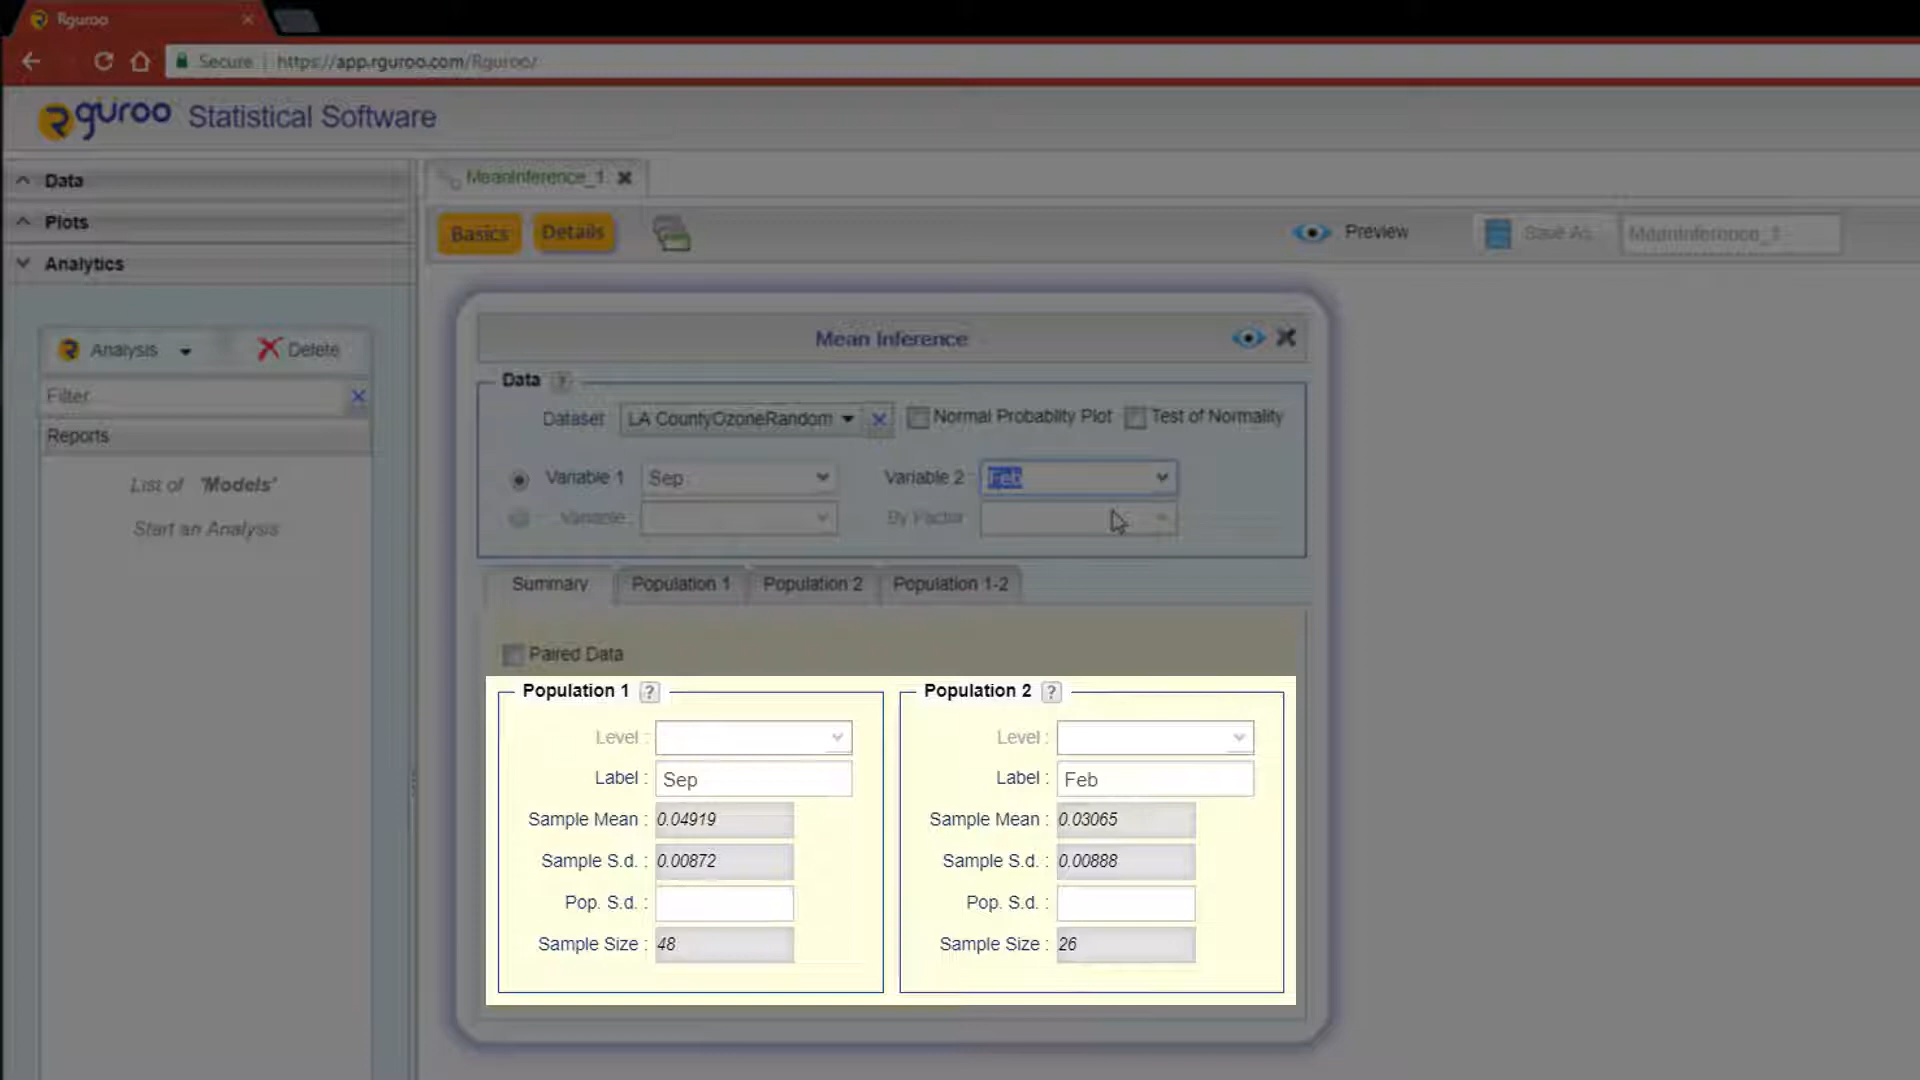 Rguroo
Secure https://app.rguroo.com/Rguroo/
Rguroo Statistical Software
Data
Plots
Analytics
MeanInference_1
Basics Details Preview Save As MeanInference_1
Analysis Delete
Filter
Reports
List of 'Models'
Start an Analysis
Mean Inference
Data ?
Dataset LA CountyOzoneRandom Normal Probablity Plot Test of Normality
Variable 1 Sep Variable 2 : Feb
Variable : By Factor
Summary Population 1 Population 2 Population 1-2
Paired Data
Population 1 ? Population 2 ?
Level : Level :
Label : Sep Label : Feb
Sample Mean : 0.04919 Sample Mean : 0.03065
Sample S.d. : 0.00872 Sample S.d. : 0.00888
Pop. S.d. : Pop. S.d. :
Sample Size : 48 Sample Size : 26